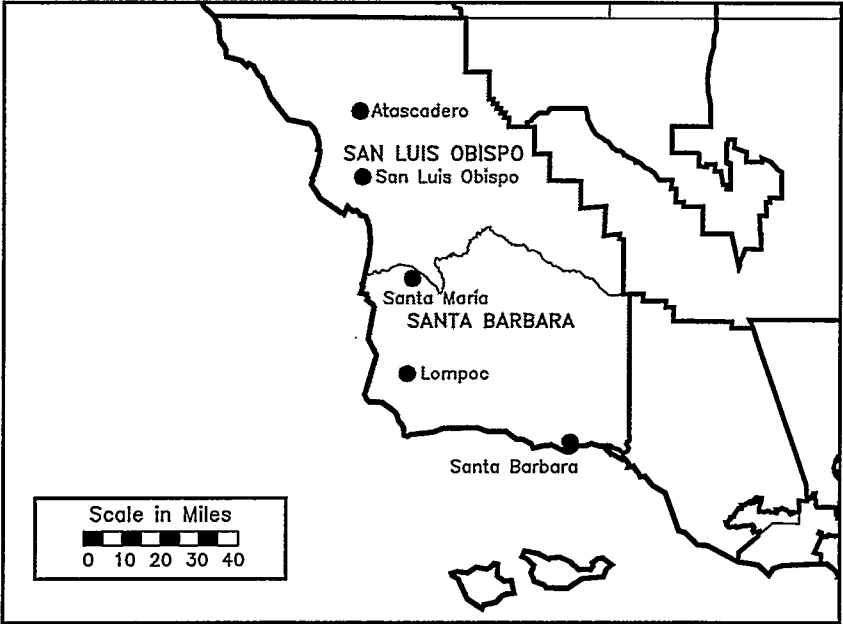 Atascadero
SAN LUIS OBISPO
San Luis Obispo
Santa Maria
SANTA BARBARA
Lompoc
Santa Barbara
Scale in Miles
0 10 20 30 40